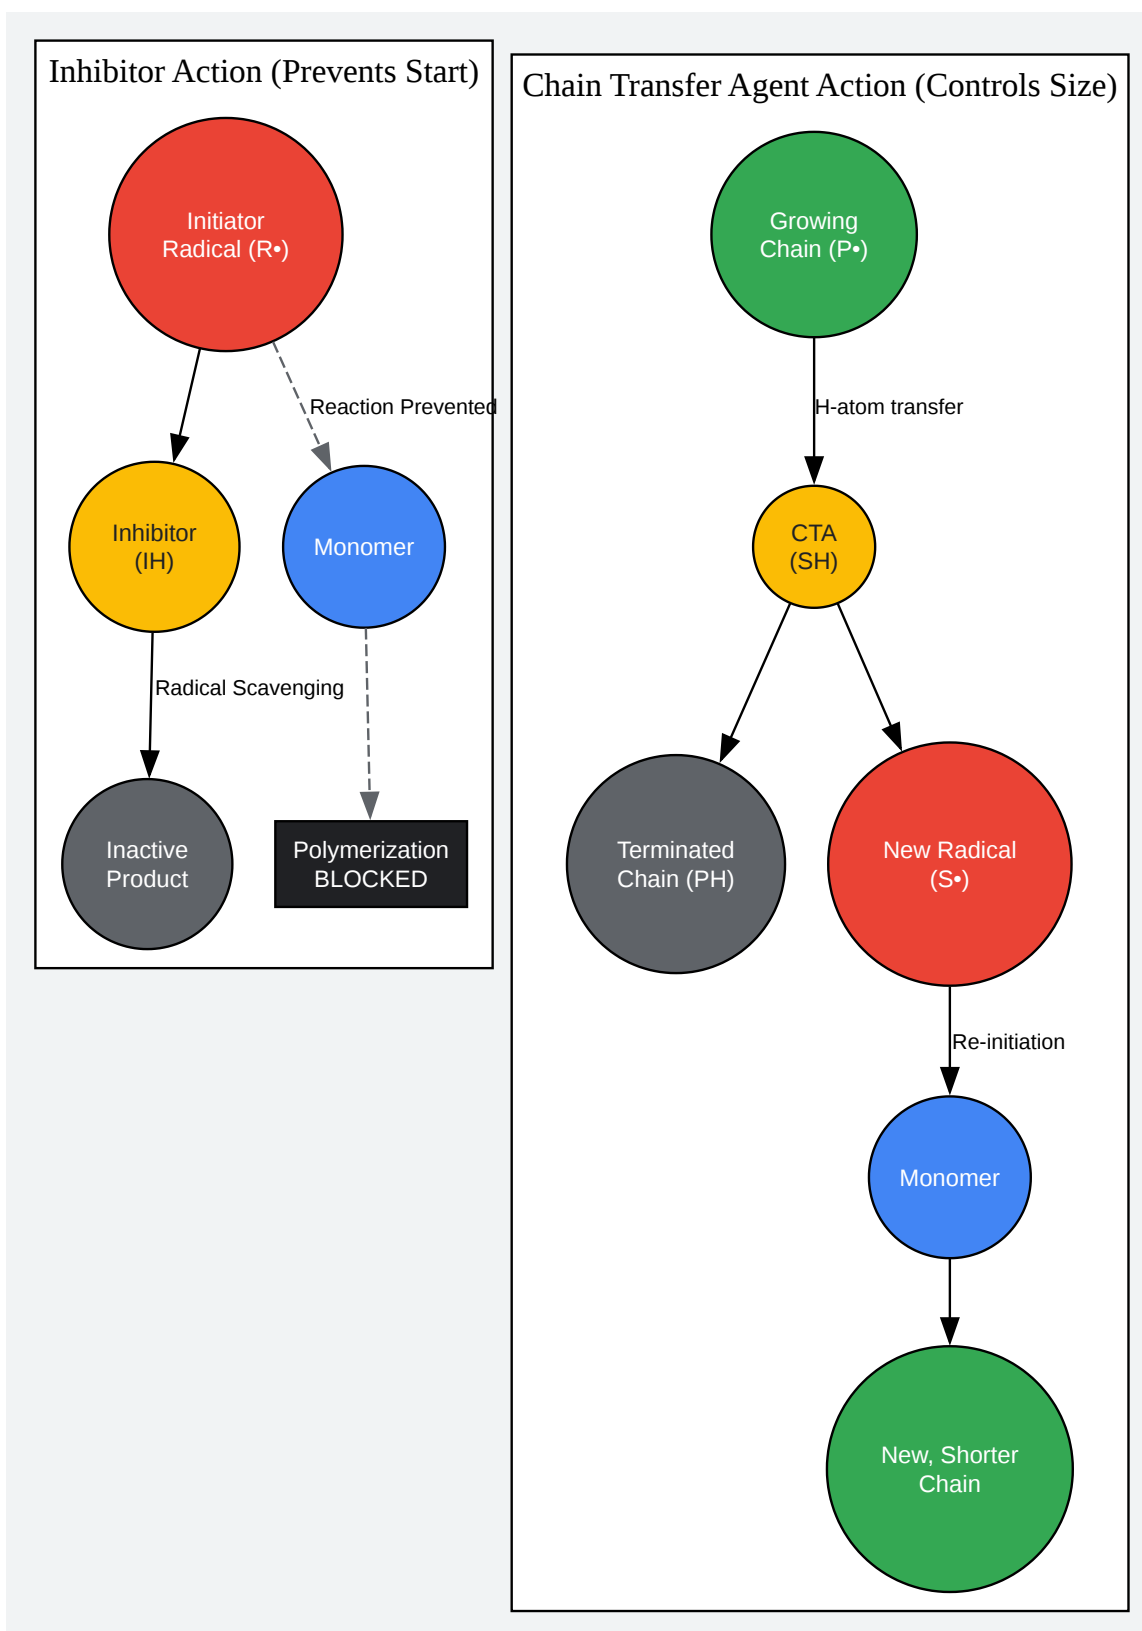 Inhibitor Action (Prevents Start)
Initiator
Radical (R•)
Reaction Prevented
Inhibitor
(IH)
Monomer
Radical Scavenging
Inactive
Product
Polymerization
BLOCKED
Chain Transfer Agent Action (Controls Size)
Growing
Chain (P•)
H-atom transfer
CTA
(SH)
Terminated
Chain (PH)
New Radical
(S•)
Re-initiation
Monomer
New, Shorter
Chain